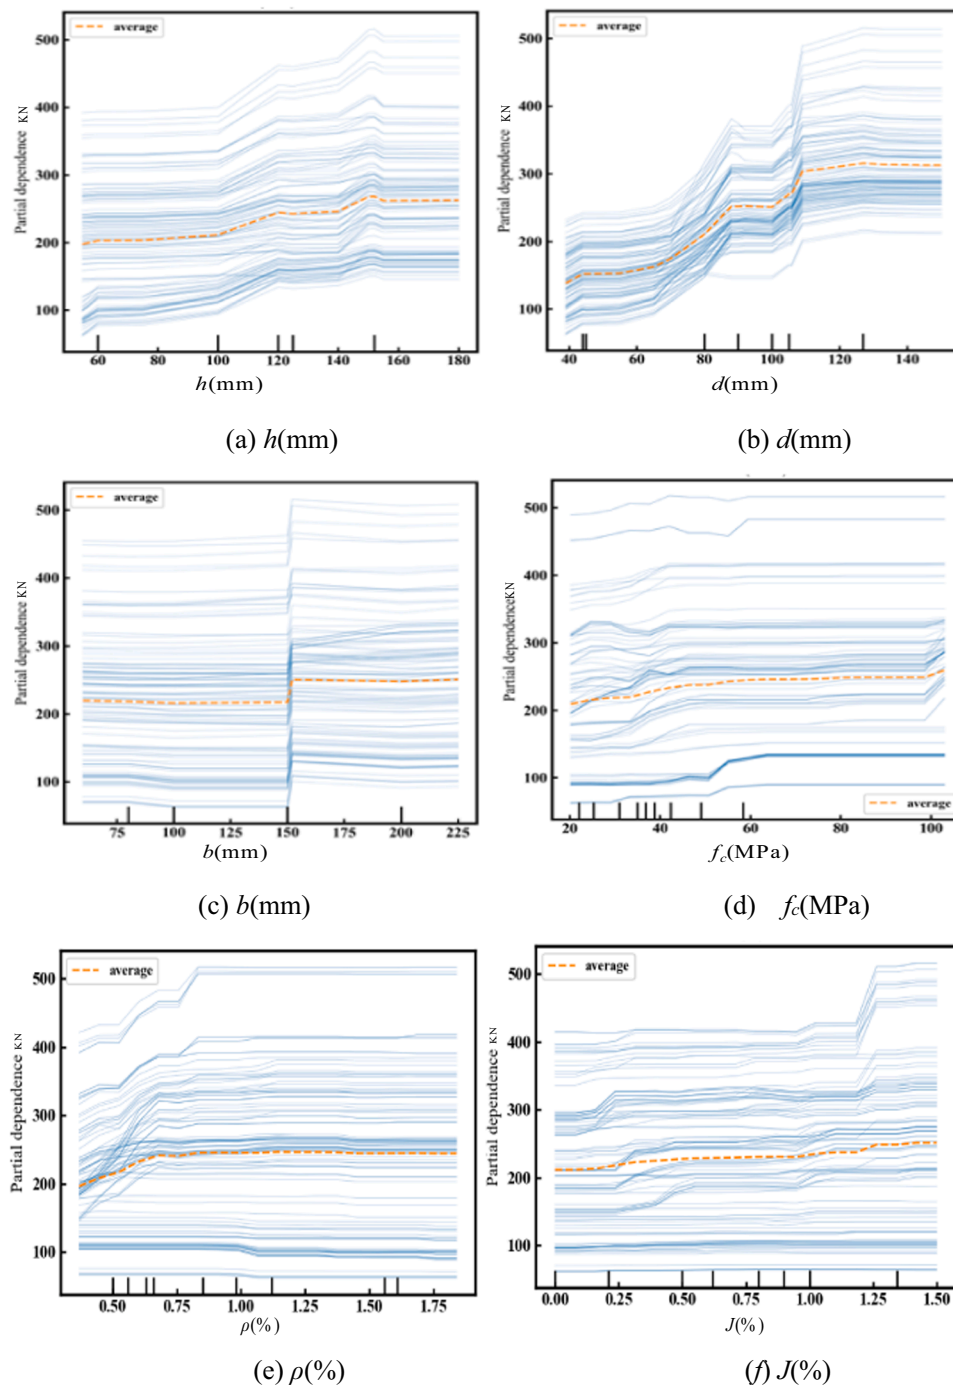 average
500
400
300
200
100
Partial dependence KN
60 80 100 120 140 160 180
h(mm)
(a) h(mm)
average
500
400
300
200
100
Partial dependence KN
40 60 80 100 120 140
d(mm)
(b) d(mm)
average
500
400
300
200
100
Partial dependence KN
75 100 125 150 175 200 225
b(mm)
(c) b(mm)
500
400
300
200
100
Partial dependenceKN
average
20 40 60 80 100
fc(MPa)
(d) fc(MPa)
average
500
400
300
200
100
Partial dependence KN
0.50 0.75 1.00 1.25 1.50 1.75
ρ(%)
(e) ρ(%)
average
500
400
300
200
100
Partial dependence KN
0.00 0.25 0.50 0.75 1.00 1.25 1.50
J(%)
(f) J(%)